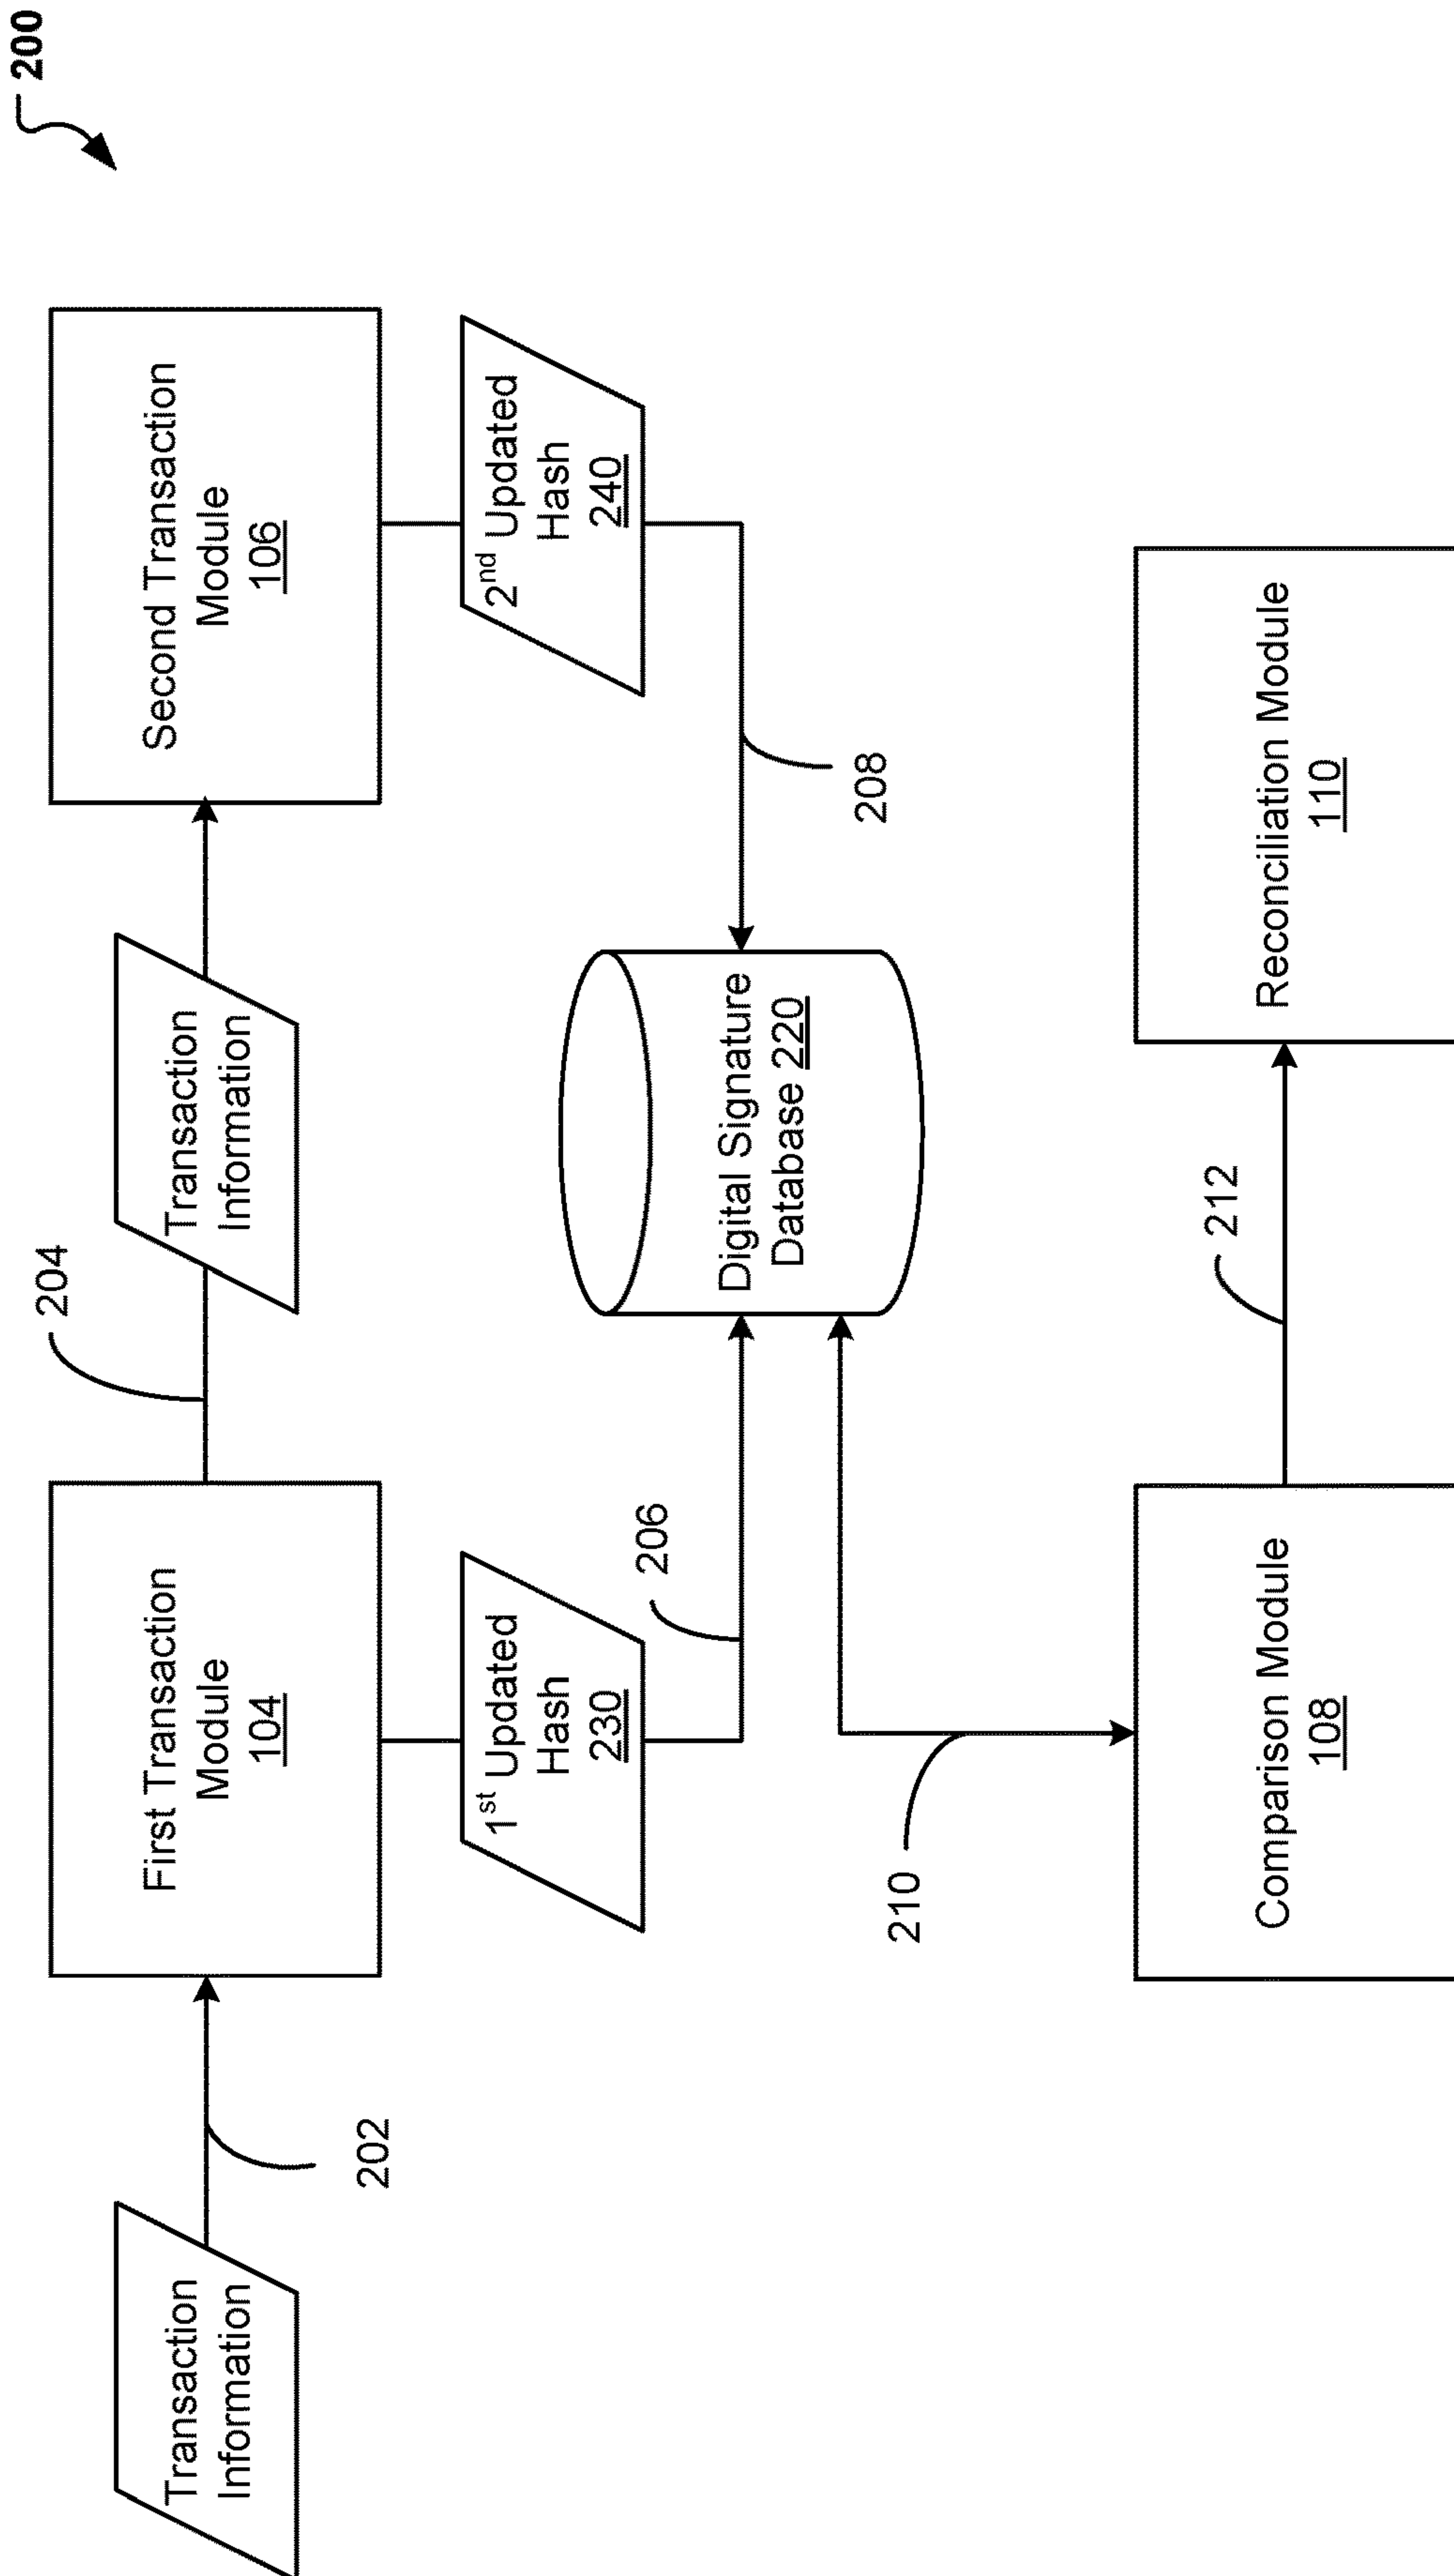 200
Transaction
Information
202
First Transaction
Module
104
204
Transaction
Information
Second Transaction
Module
106
1st Updated
Hash
230
206
2nd Updated
Hash
240
208
Digital Signature
Database 220
210
Comparison Module
108
212
Reconciliation Module
110